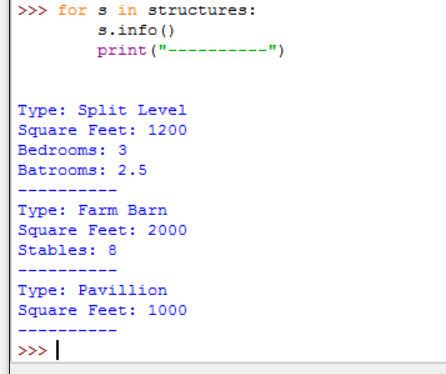 >>> for s in structures:
        s.info()
        print("----------")
Type: Split Level
Square Feet: 1200
Bedrooms: 3
Batrooms: 2.5
----------
Type: Farm Barn
Square Feet: 2000
Stables: 8
----------
Type: Pavillion
Square Feet: 1000
----------
>>>